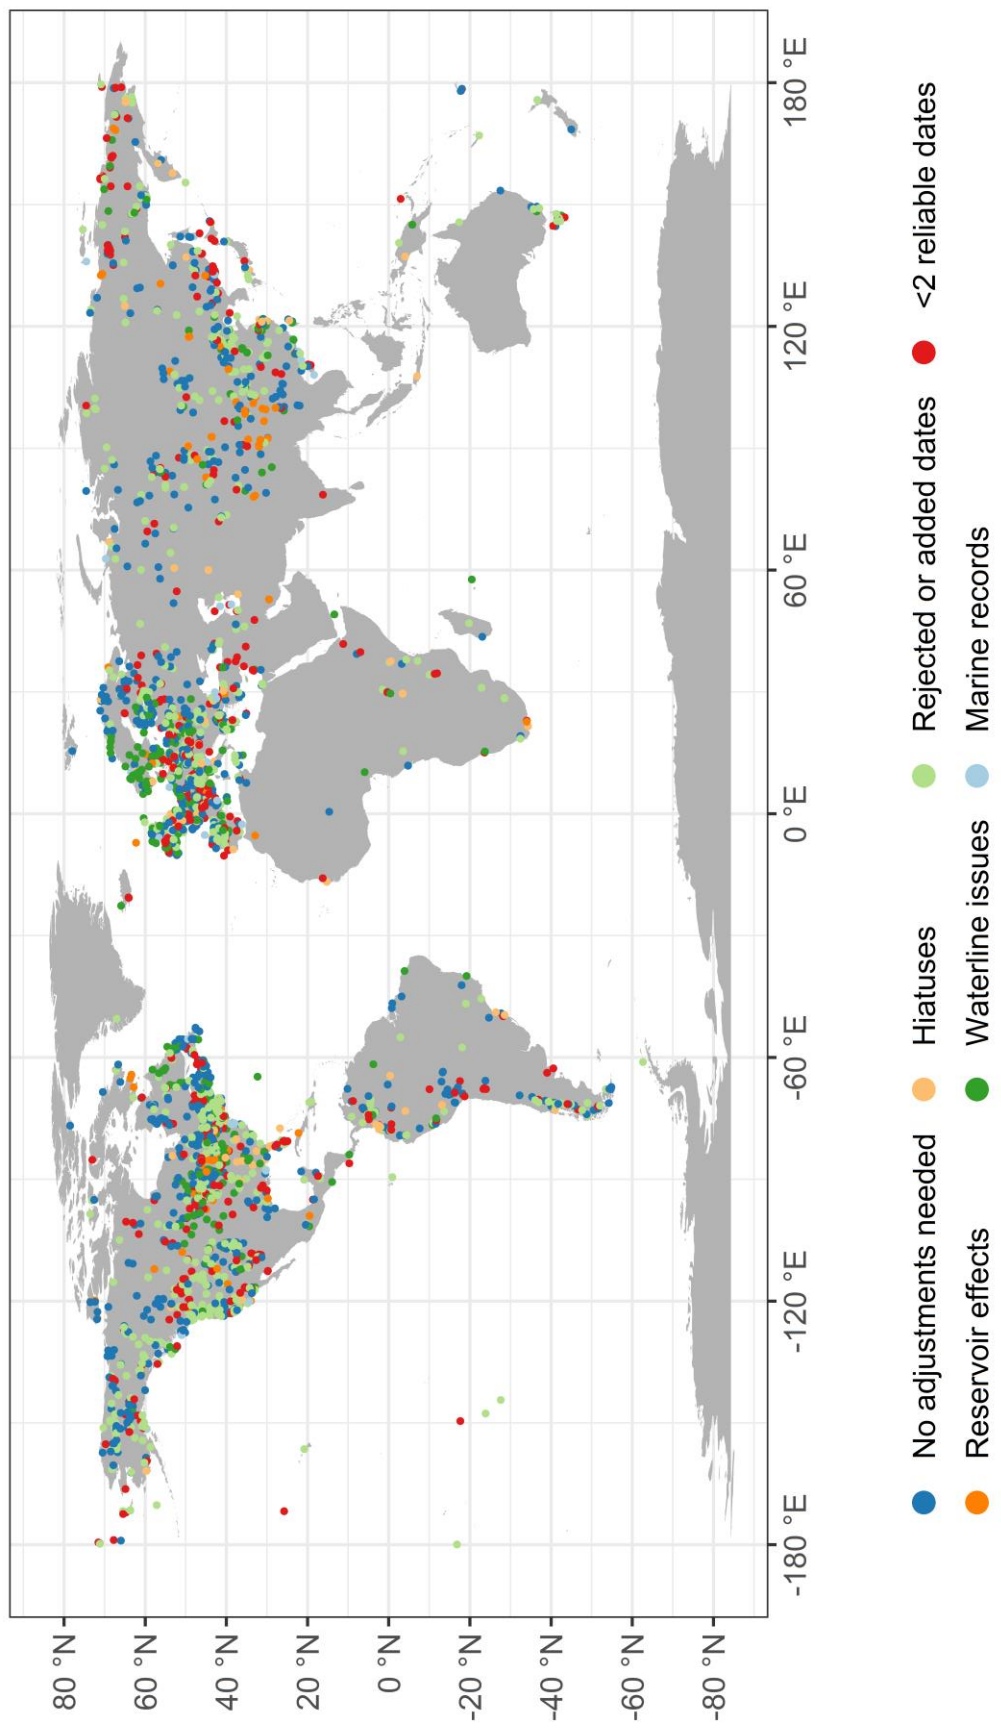 80 °N
60 °N
40 °N
20 °N
0 °N
-20 °N
-40 °N
-60 °N
-80 °N
-180 °E
-120 °E
-60 °E
0 °E
60 °E
120 °E
180 °E
No adjustments needed
Hiatuses
Rejected or added dates
<2 reliable dates
Reservoir effects
Waterline issues
Marine records